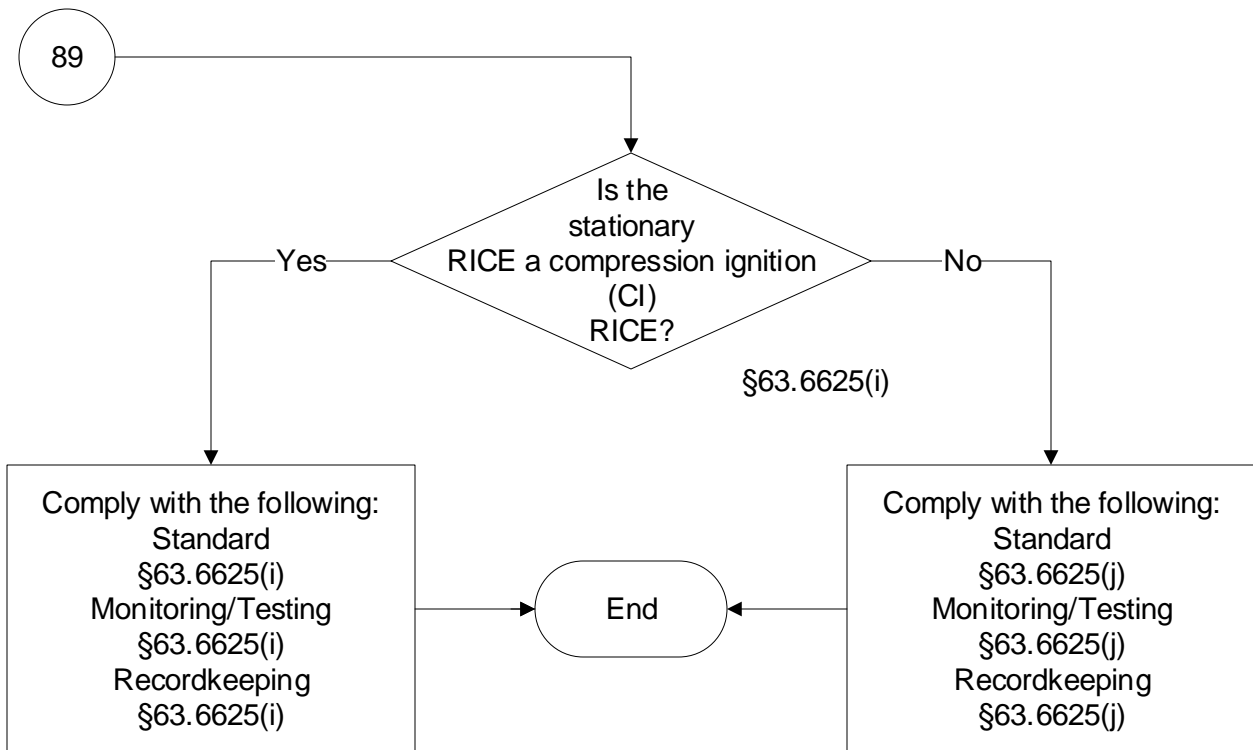 89
Is the
stationary
RICE a compression ignition
(CI)
RICE?
Yes
No
§63.6625(i)
Comply with the following:
Standard
§63.6625(i)
Monitoring/Testing
§63.6625(i)
Recordkeeping
§63.6625(i)
End
Comply with the following:
Standard
§63.6625(j)
Monitoring/Testing
§63.6625(j)
Recordkeeping
§63.6625(j)